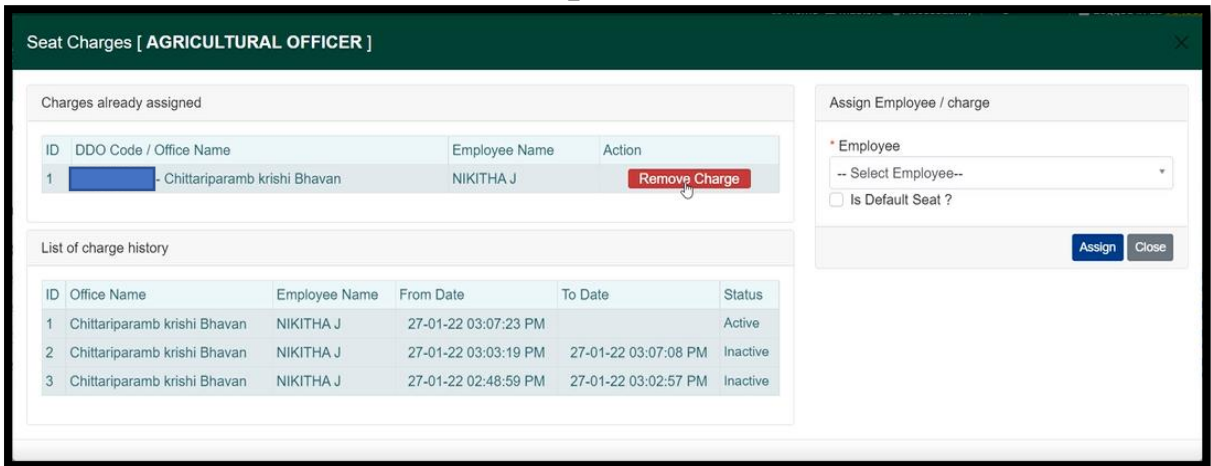 Seat Charges [ AGRICULTURAL OFFICER ]
Charges already assigned
ID DDO Code / Office Name Employee Name Action
1 - Chittariparamb krishi Bhavan NIKITHA J Remove Charge
List of charge history
ID Office Name Employee Name From Date To Date Status
1 Chittariparamb krishi Bhavan NIKITHA J 27-01-22 03:07:23 PM Active
2 Chittariparamb krishi Bhavan NIKITHA J 27-01-22 03:03:19 PM 27-01-22 03:07:08 PM Inactive
3 Chittariparamb krishi Bhavan NIKITHA J 27-01-22 02:48:59 PM 27-01-22 03:02:57 PM Inactive
Assign Employee / charge
* Employee
-- Select Employee--
Is Default Seat ?
Assign Close